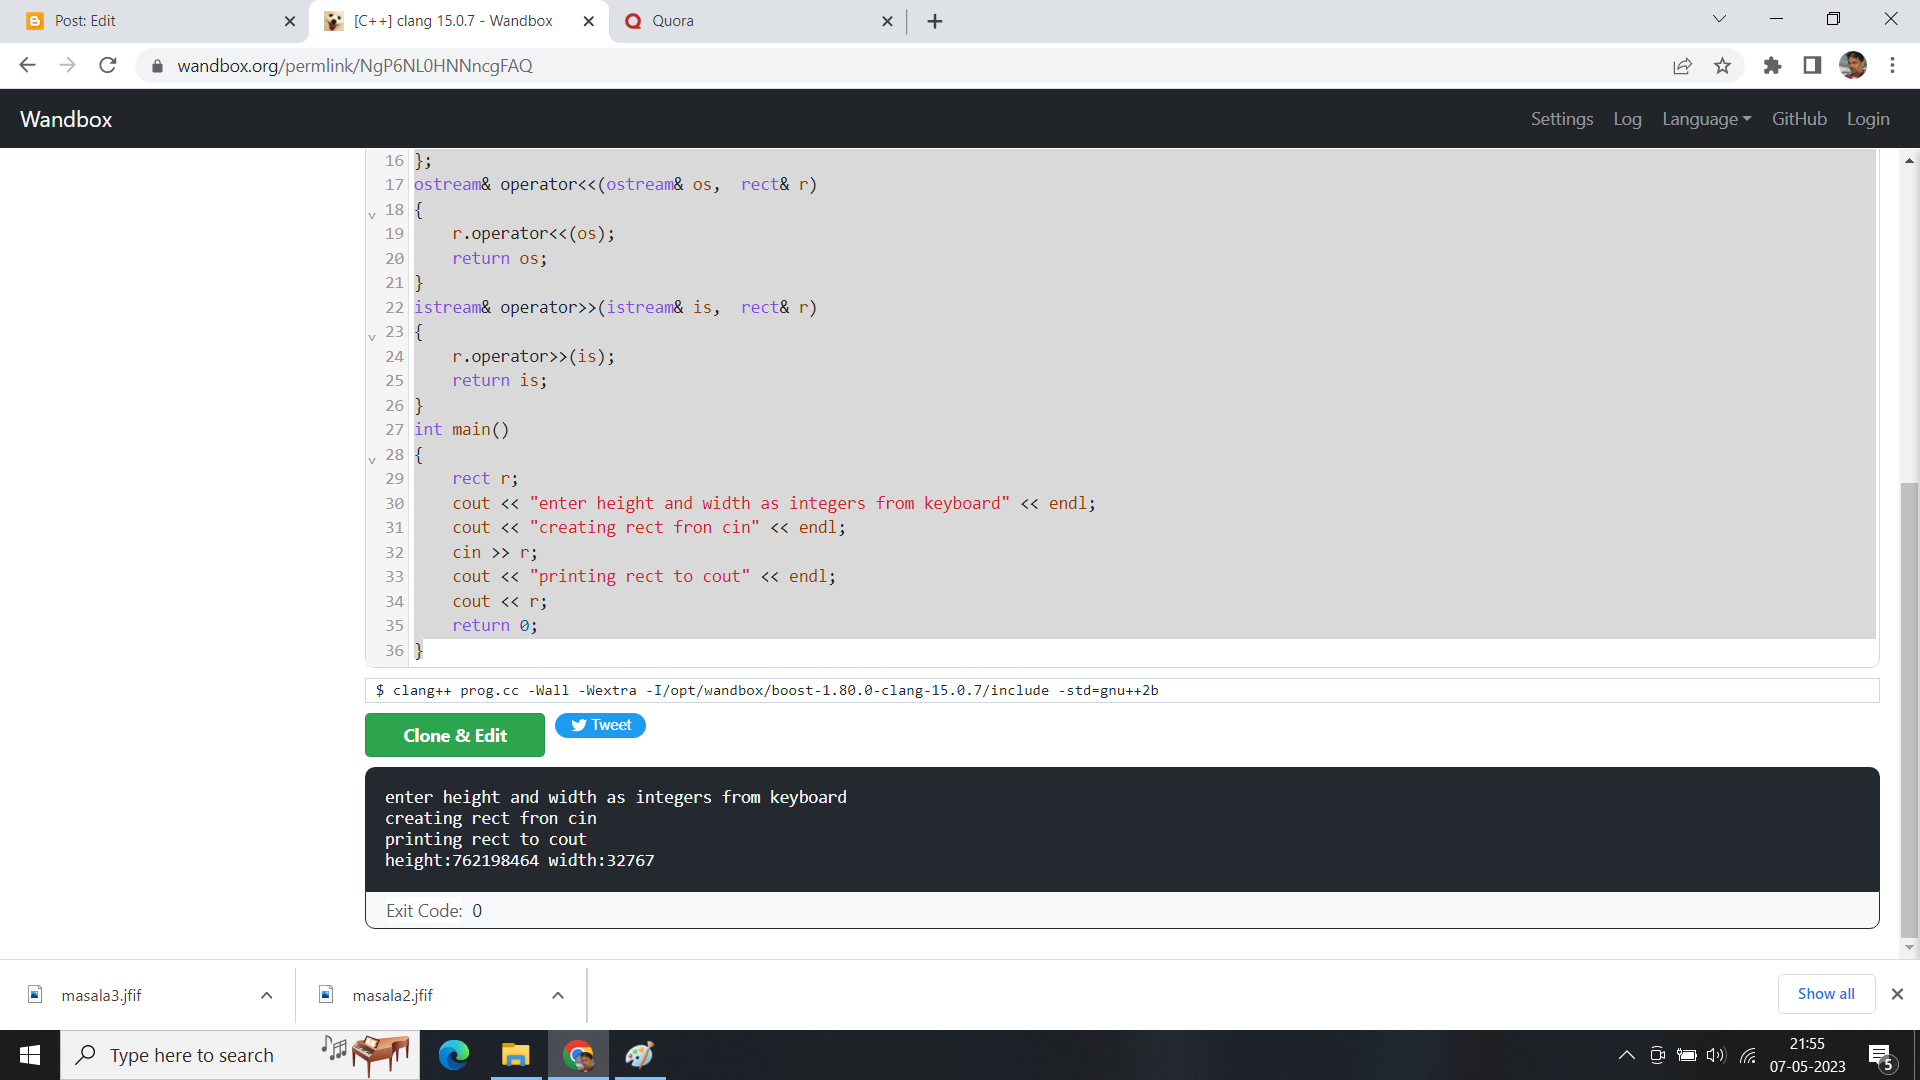 Post: Edit
[C++] clang 15.0.7 - Wandbox
Quora
wandbox.org/permlink/NgP6NL0HNNncgFAQ
Wandbox
Settings Log Language GitHub Login
16 };
17 ostream& operator<<(ostream& os,  rect& r)
18 {
19     r.operator<<(os);
20     return os;
21 }
22 istream& operator>>(istream& is,  rect& r)
23 {
24     r.operator>>(is);
25     return is;
26 }
27 int main()
28 {
29     rect r;
30     cout << "enter height and width as integers from keyboard" << endl;
31     cout << "creating rect fron cin" << endl;
32     cin >> r;
33     cout << "printing rect to cout" << endl;
34     cout << r;
35     return 0;
36 }
$ clang++ prog.cc -Wall -Wextra -I/opt/wandbox/boost-1.80.0-clang-15.0.7/include -std=gnu++2b
Clone & Edit
Tweet
enter height and width as integers from keyboard
creating rect fron cin
printing rect to cout
height:762198464 width:32767
Exit Code: 0
masala3.jfif
masala2.jfif
Show all
Type here to search
21:55
07-05-2023
5